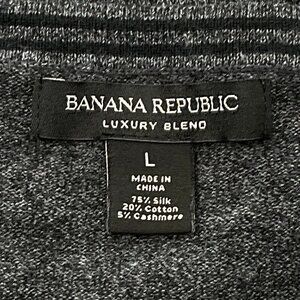 BANANA REPUBLIC
LUXURY BLEND
L
MADE IN
CHINA
75% Silk
20% Cotton
5% Cashmere